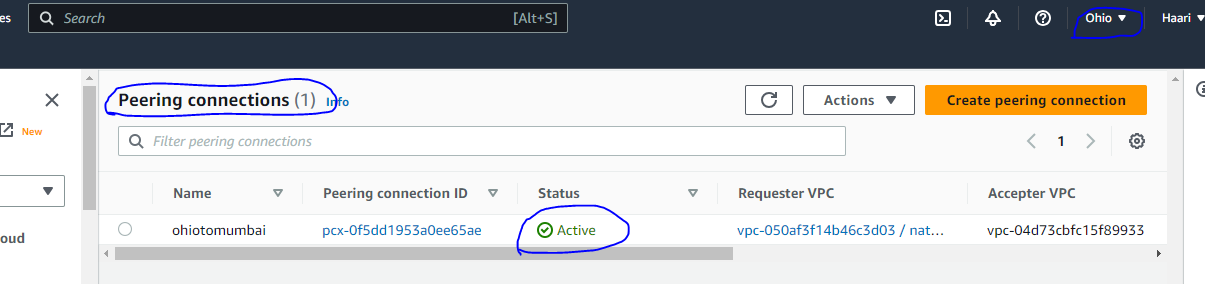 es Search [Alt+S] Ohio Haari
Peering connections (1) Info Actions Create peering connection
New
Filter peering connections 1
Name Peering connection ID Status Requester VPC Accepter VPC
oud ohiotomumbai pcx-0f5dd1953a0ee65ae Active vpc-050af3f14b46c3d03 / nat... vpc-04d73cbfc15f89933